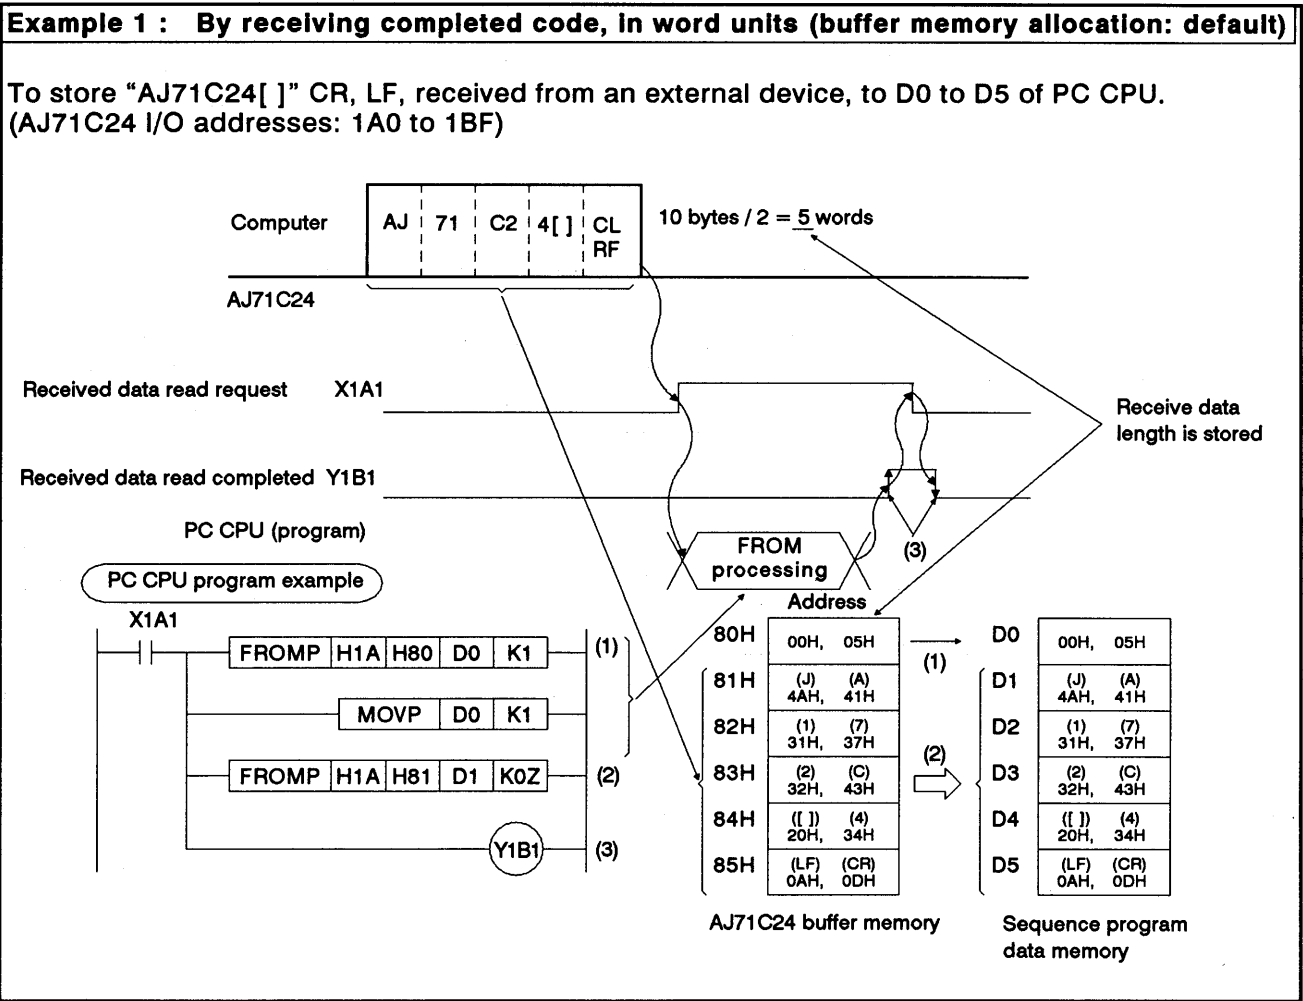 Example 1 :   By receiving completed code, in word units (buffer memory allocation: default)
To store “AJ71C24[ ]” CR, LF, received from an external device, to D0 to D5 of PC CPU.
(AJ71C24 I/O addresses: 1A0 to 1BF)
Computer
AJ 71 C2 4[ ] CL
RF
10 bytes / 2 = 5 words
AJ71C24
Received data read request X1A1
Receive data
length is stored
Received data read completed Y1B1
PC CPU (program)
(3)
FROM
processing
PC CPU program example
X1A1
FROMP H1A H80 D0 K1 (1)
MOVP D0 K1
FROMP H1A H81 D1 K0Z (2)
Y1B1 (3)
Address
80H 00H, 05H
(1)
D0 00H, 05H
81H (J) (A)
4AH, 41H
D1 (J) (A)
4AH, 41H
82H (1) (7)
31H, 37H
D2 (1) (7)
31H, 37H
(2)
83H (2) (C)
32H, 43H
D3 (2) (C)
32H, 43H
84H ([ ]) (4)
20H, 34H
D4 ([ ]) (4)
20H, 34H
85H (LF) (CR)
0AH, 0DH
D5 (LF) (CR)
0AH, 0DH
AJ71C24 buffer memory
Sequence program
data memory